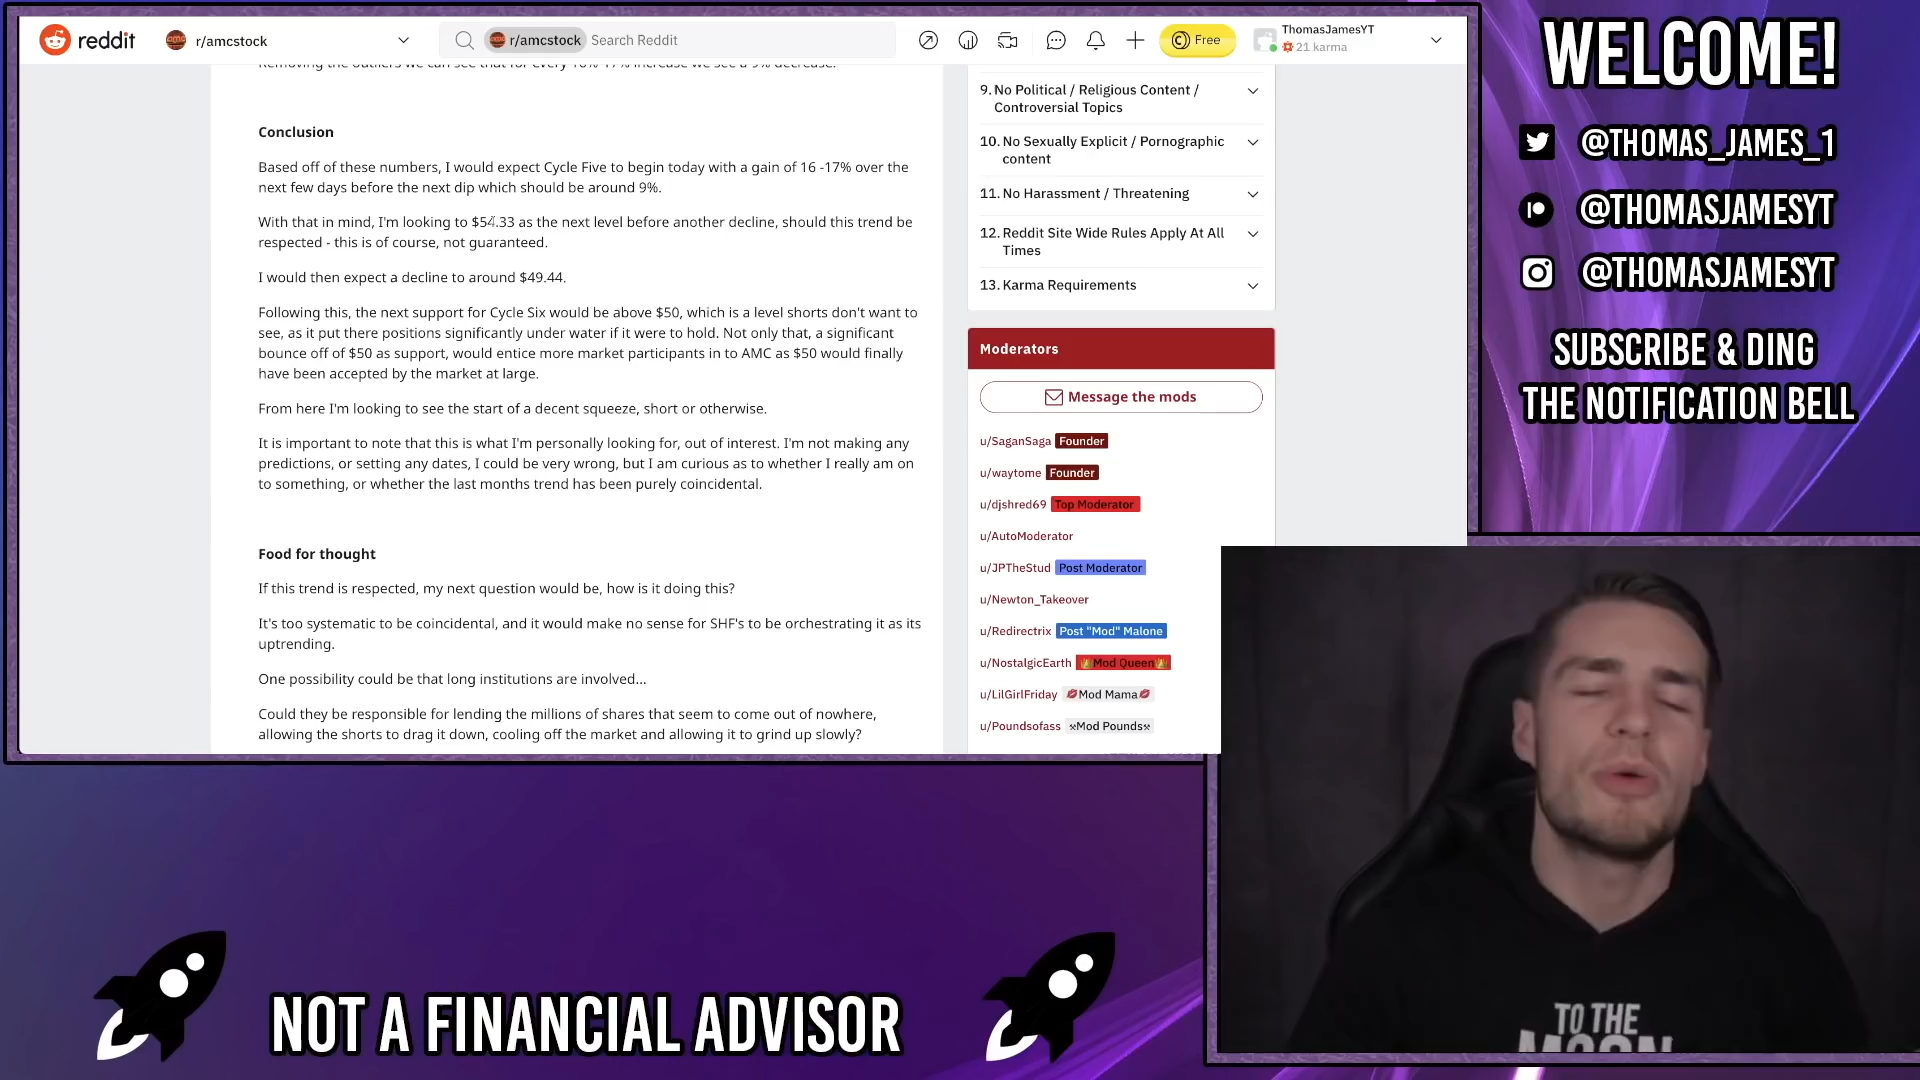 reddit
r/amcstock
r/amcstock Search Reddit
Free
ThomasJamesYT
21 karma
Removing the outliers we can see that for every 16%-17% increase we see a 9% decrease.
Conclusion
Based off of these numbers, I would expect Cycle Five to begin today with a gain of 16 -17% over the
next few days before the next dip which should be around 9%.
With that in mind, I'm looking to $54.33 as the next level before another decline, should this trend be
respected - this is of course, not guaranteed.
I would then expect a decline to around $49.44.
Following this, the next support for Cycle Six would be above $50, which is a level shorts don't want to
see, as it put there positions significantly under water if it were to hold. Not only that, a significant
bounce off of $50 as support, would entice more market participants in to AMC as $50 would finally
have been accepted by the market at large.
From here I'm looking to see the start of a decent squeeze, short or otherwise.
It is important to note that this is what I'm personally looking for, out of interest. I'm not making any
predictions, or setting any dates, I could be very wrong, but I am curious as to whether I really am on
to something, or whether the last months trend has been purely coincidental.
Food for thought
If this trend is respected, my next question would be, how is it doing this?
It's too systematic to be coincidental, and it would make no sense for SHF's to be orchestrating it as its
uptrending.
One possibility could be that long institutions are involved...
Could they be responsible for lending the millions of shares that seem to come out of nowhere,
allowing the shorts to drag it down, cooling off the market and allowing it to grind up slowly?
9. No Political / Religious Content /
Controversial Topics
10. No Sexually Explicit / Pornographic
content
11. No Harassment / Threatening
12. Reddit Site Wide Rules Apply At All
Times
13. Karma Requirements
Moderators
Message the mods
u/SaganSaga Founder
u/waytome Founder
u/djshred69 Top Moderator
u/AutoModerator
u/JPTheStud Post Moderator
u/Newton_Takeover
u/Redirectrix Post "Mod" Malone
u/NostalgicEarth 👑Mod Queen👑
u/LilGirlFriday 💋Mod Mama💋
u/Poundsofass ⚒Mod Pounds⚒
WELCOME!
@THOMAS_JAMES_1
@THOMASJAMESYT
@THOMASJAMESYT
SUBSCRIBE & DING
THE NOTIFICATION BELL
TO THE
MOON
NOT A FINANCIAL ADVISOR